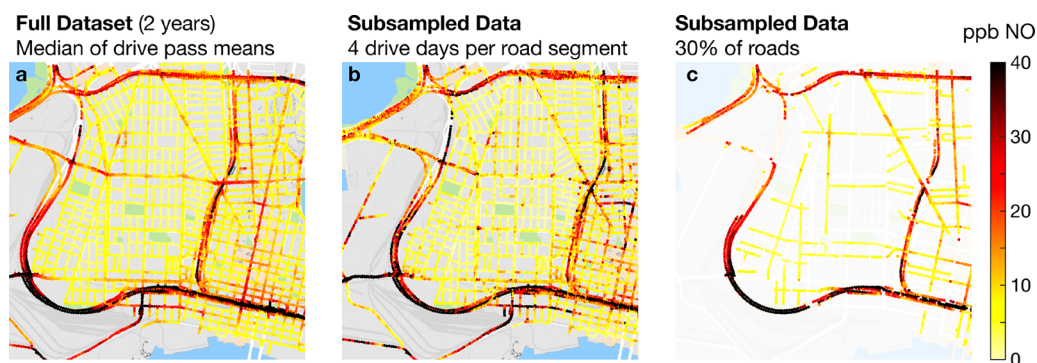 Full Dataset (2 years)
Median of drive pass means
Subsampled Data
4 drive days per road segment
Subsampled Data
30% of roads
ppb NO
a
b
c
40
30
20
10
0